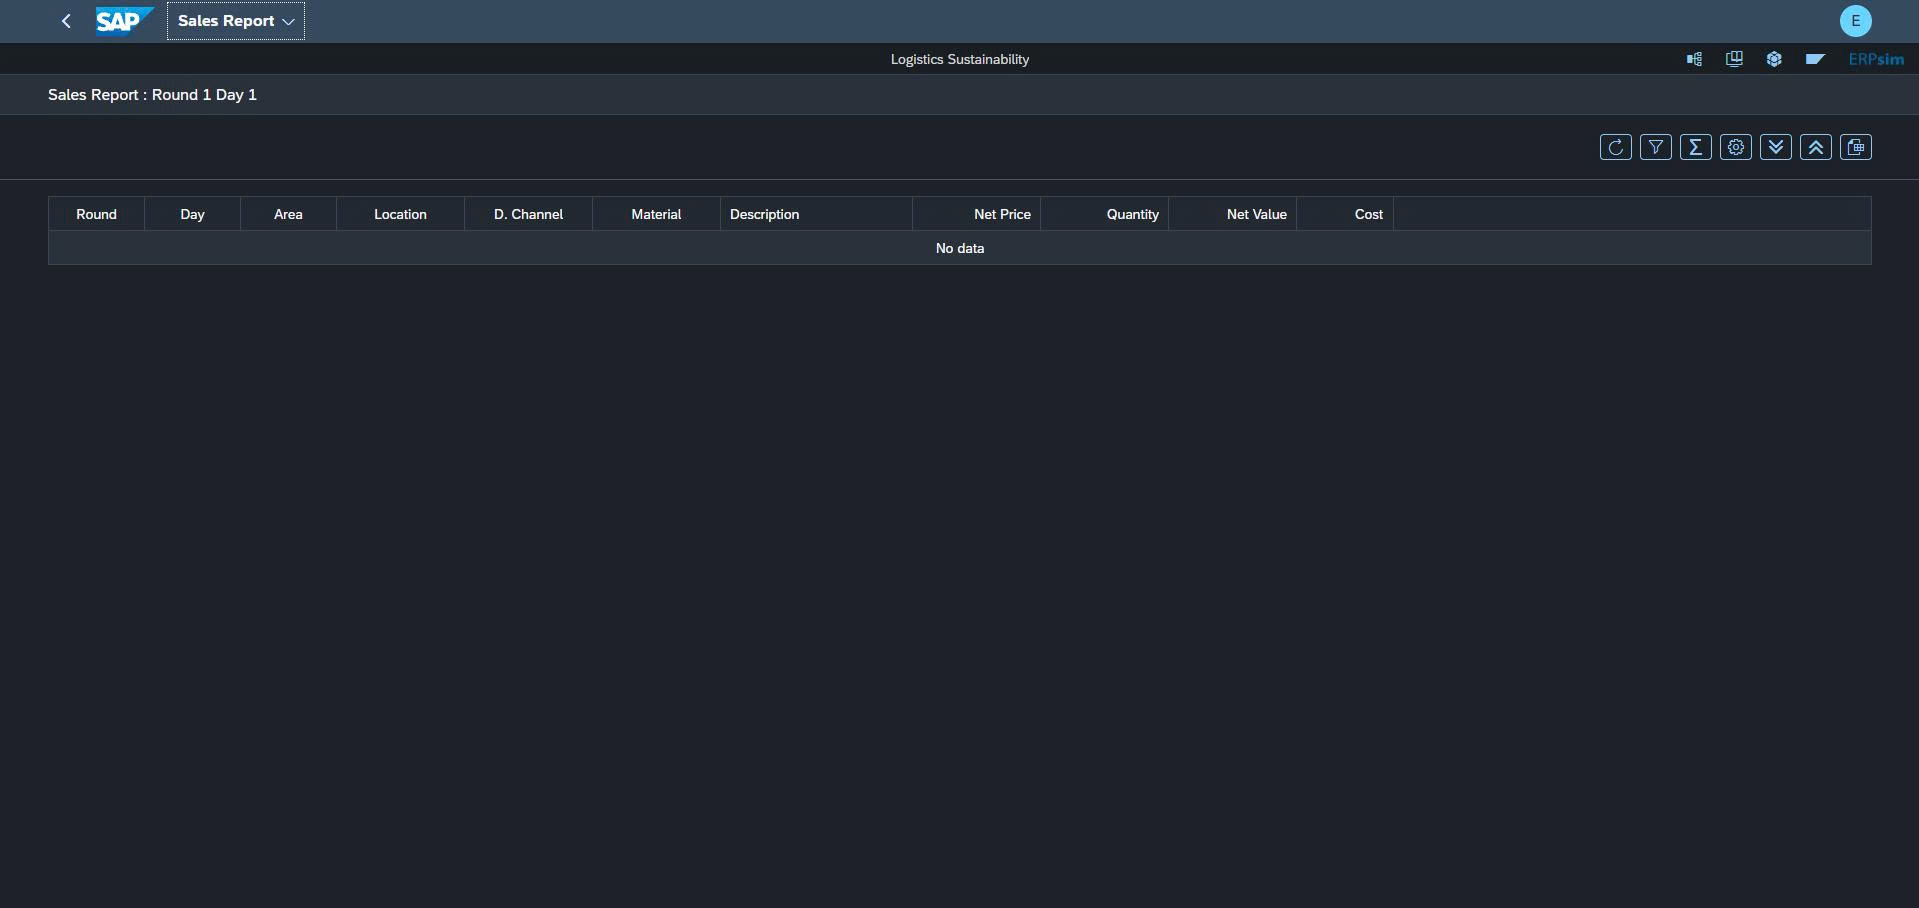 SAP Sales Report E
Logistics Sustainability ERPsim
Sales Report : Round 1 Day 1
Round Day Area Location D. Channel Material Description Net Price Quantity Net Value Cost
No data